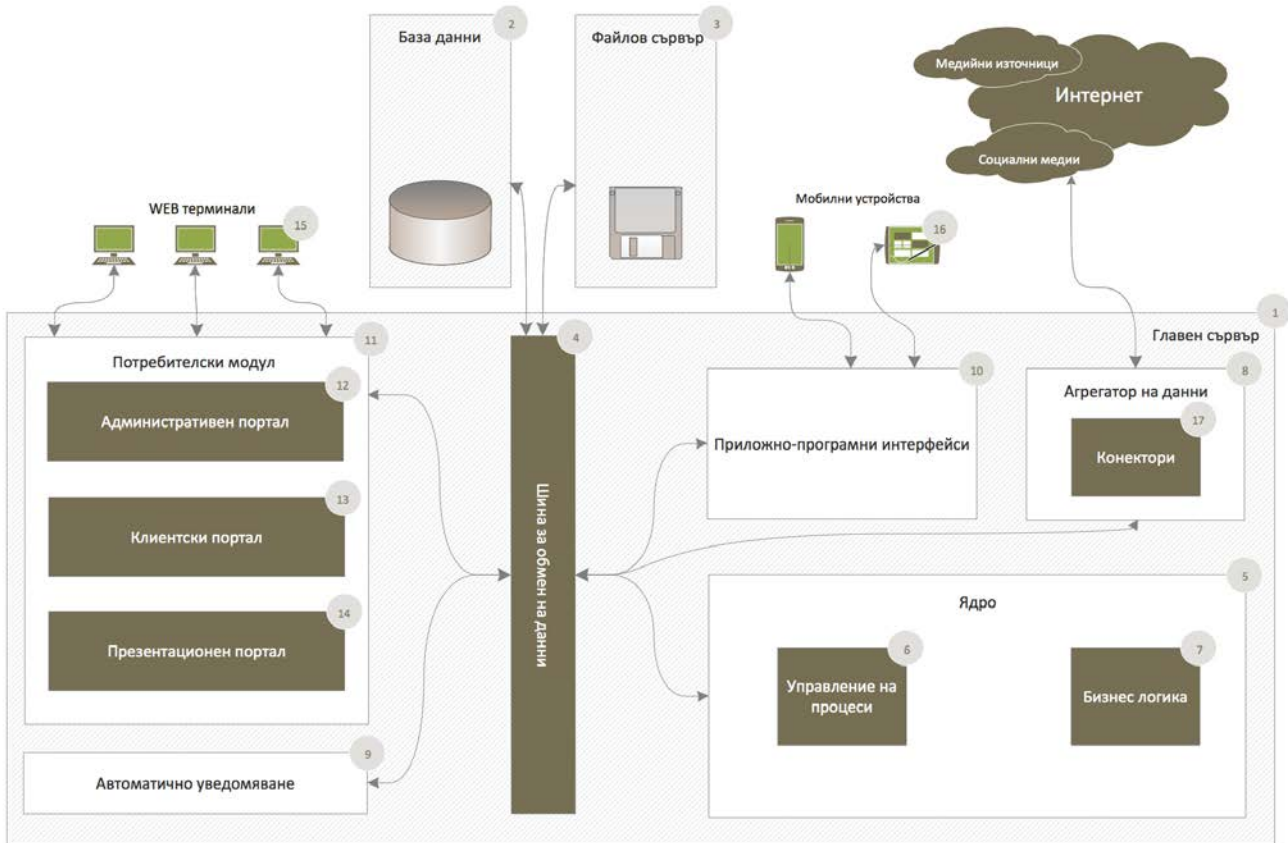 2
База данни
3
Файлов сървър
Медийни източници
Интернет
Социални медии
WEB терминали
15
Мобилни устройства
16
1
Главен сървър
11
Потребителски модул
12
Административен портал
13
Клиентски портал
14
Презентационен портал
9
Автоматично уведомяване
4
Шина за обмен на данни
10
Приложно-програмни интерфейси
8
Агрегатор на данни
17
Конектори
5
Ядро
6
Управление на
процеси
7
Бизнес логика